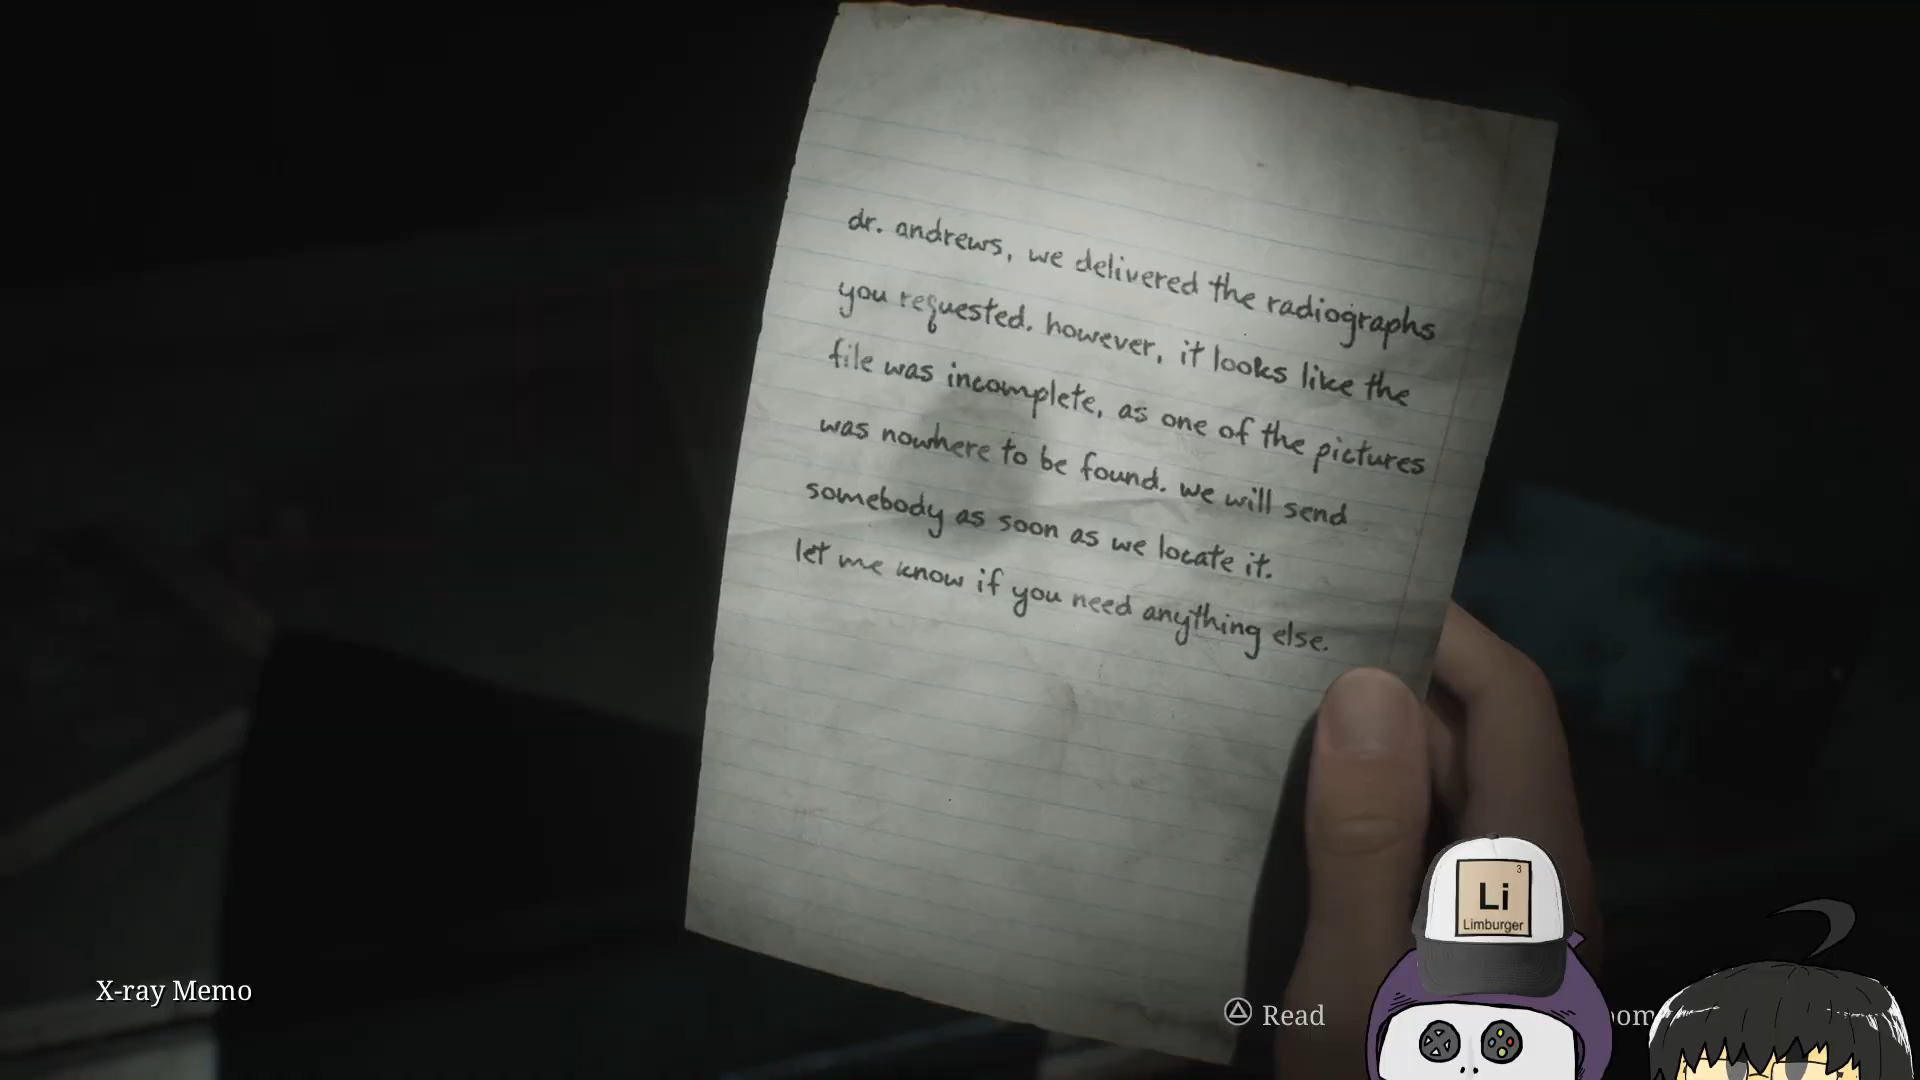 dr. andrews, we delivered the radiographs
you requested. however, it looks like the
file was incomplete, as one of the pictures
was nowhere to be found. we will send
somebody as soon as we locate it.
let me know if you need anything else.
X-ray Memo
Read
3
Li
Limburger